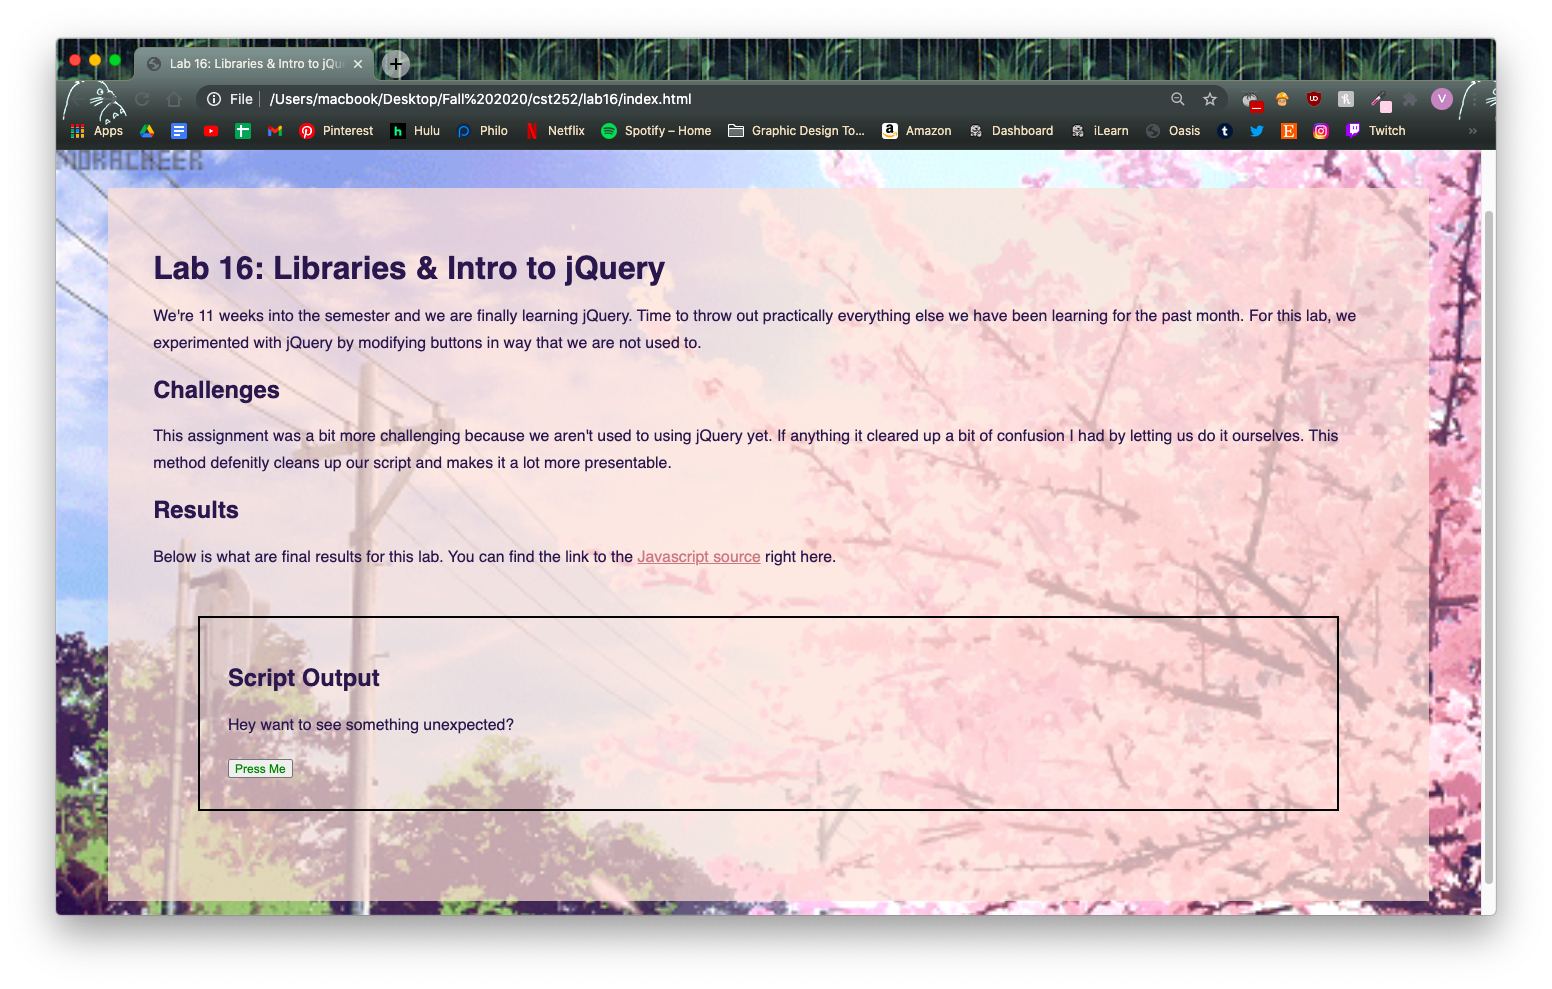 Lab 16: Libraries & Intro to jQu
File
/Users/macbook/Desktop/Fall%202020/cst252/lab16/index.html
V
Apps
Pinterest
Hulu
Philo
Netflix
Spotify – Home
Graphic Design To...
Amazon
Dashboard
iLearn
Oasis
Twitch
MOKACHEER
Lab 16: Libraries & Intro to jQuery
We're 11 weeks into the semester and we are finally learning jQuery. Time to throw out practically everything else we have been learning for the past month. For this lab, we
experimented with jQuery by modifying buttons in way that we are not used to.
Challenges
This assignment was a bit more challenging because we aren't used to using jQuery yet. If anything it cleared up a bit of confusion I had by letting us do it ourselves. This
method defenitly cleans up our script and makes it a lot more presentable.
Results
Below is what are final results for this lab. You can find the link to the Javascript source right here.
Script Output
Hey want to see something unexpected?
Press Me